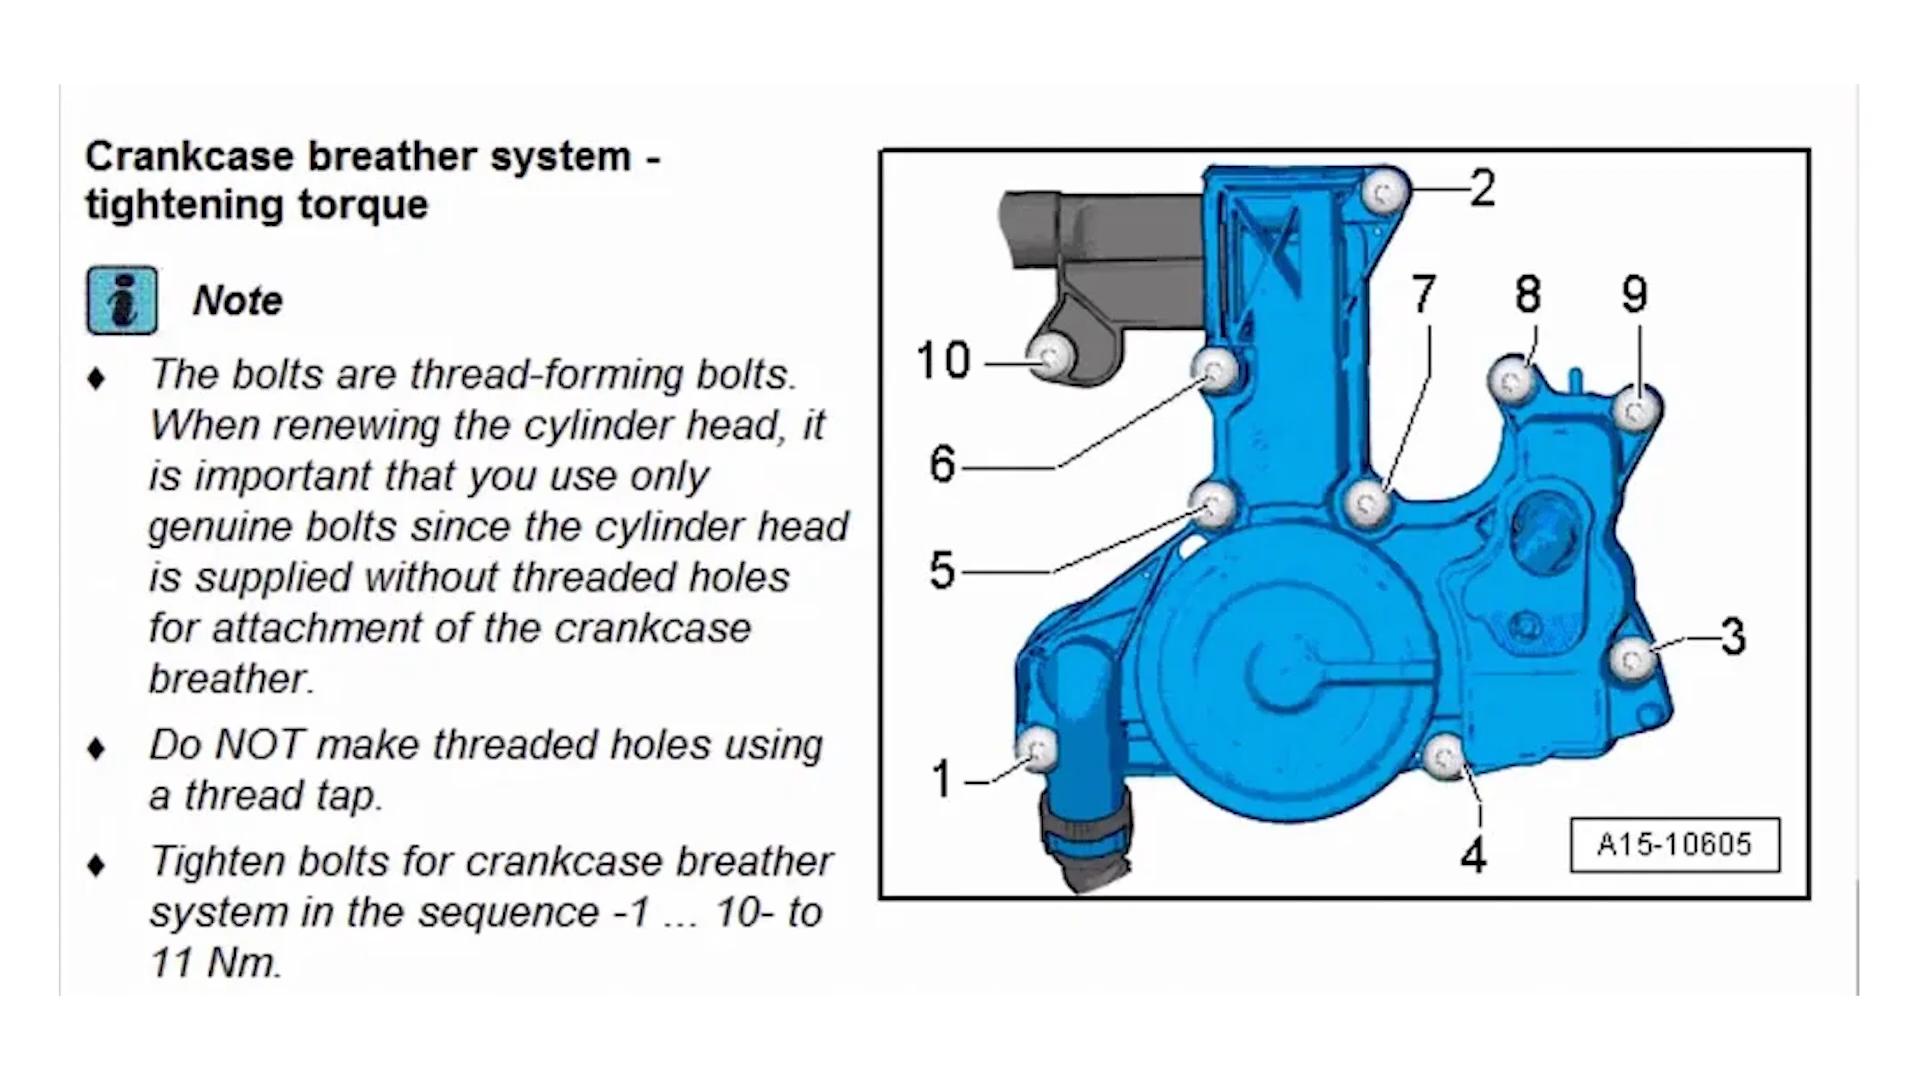 Crankcase breather system -
tightening torque
Note
♦ The bolts are thread-forming bolts.
When renewing the cylinder head, it
is important that you use only
genuine bolts since the cylinder head
is supplied without threaded holes
for attachment of the crankcase
breather.
♦ Do NOT make threaded holes using
a thread tap.
♦ Tighten bolts for crankcase breather
system in the sequence -1 ... 10- to
11 Nm.
2
7 8 9
10
6
5
3
1
4
A15-10605